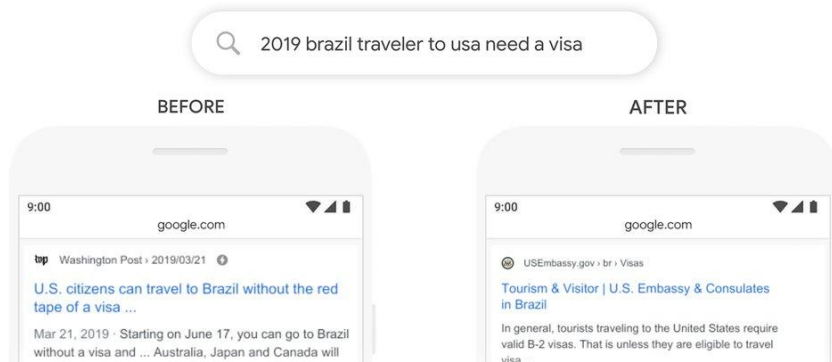 2019 brazil traveler to usa need a visa
BEFORE
9:00
google.com
wp Washington Post › 2019/03/21
U.S. citizens can travel to Brazil without the red
tape of a visa ...
Mar 21, 2019 · Starting on June 17, you can go to Brazil
without a visa and ... Australia, Japan and Canada will
AFTER
9:00
google.com
USEmbassy.gov › br › Visas
Tourism & Visitor | U.S. Embassy & Consulates
in Brazil
In general, tourists traveling to the United States require
valid B-2 visas. That is unless they are eligible to travel
visa